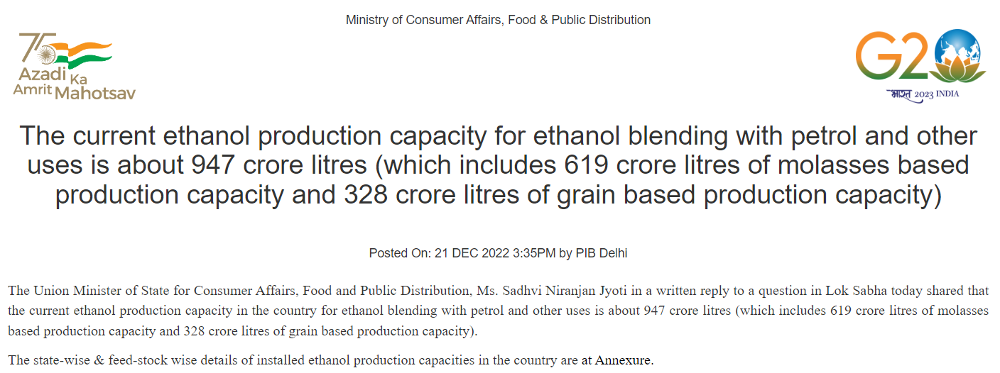 Ministry of Consumer Affairs, Food & Public Distribution
75
Azadi Ka
Amrit Mahotsav
G20
भारत 2023 INDIA
The current ethanol production capacity for ethanol blending with petrol and other
uses is about 947 crore litres (which includes 619 crore litres of molasses based
production capacity and 328 crore litres of grain based production capacity)
Posted On: 21 DEC 2022 3:35PM by PIB Delhi
The Union Minister of State for Consumer Affairs, Food and Public Distribution, Ms. Sadhvi Niranjan Jyoti in a written reply to a question in Lok Sabha today shared that
the current ethanol production capacity in the country for ethanol blending with petrol and other uses is about 947 crore litres (which includes 619 crore litres of molasses
based production capacity and 328 crore litres of grain based production capacity).
The state-wise & feed-stock wise details of installed ethanol production capacities in the country are at Annexure.